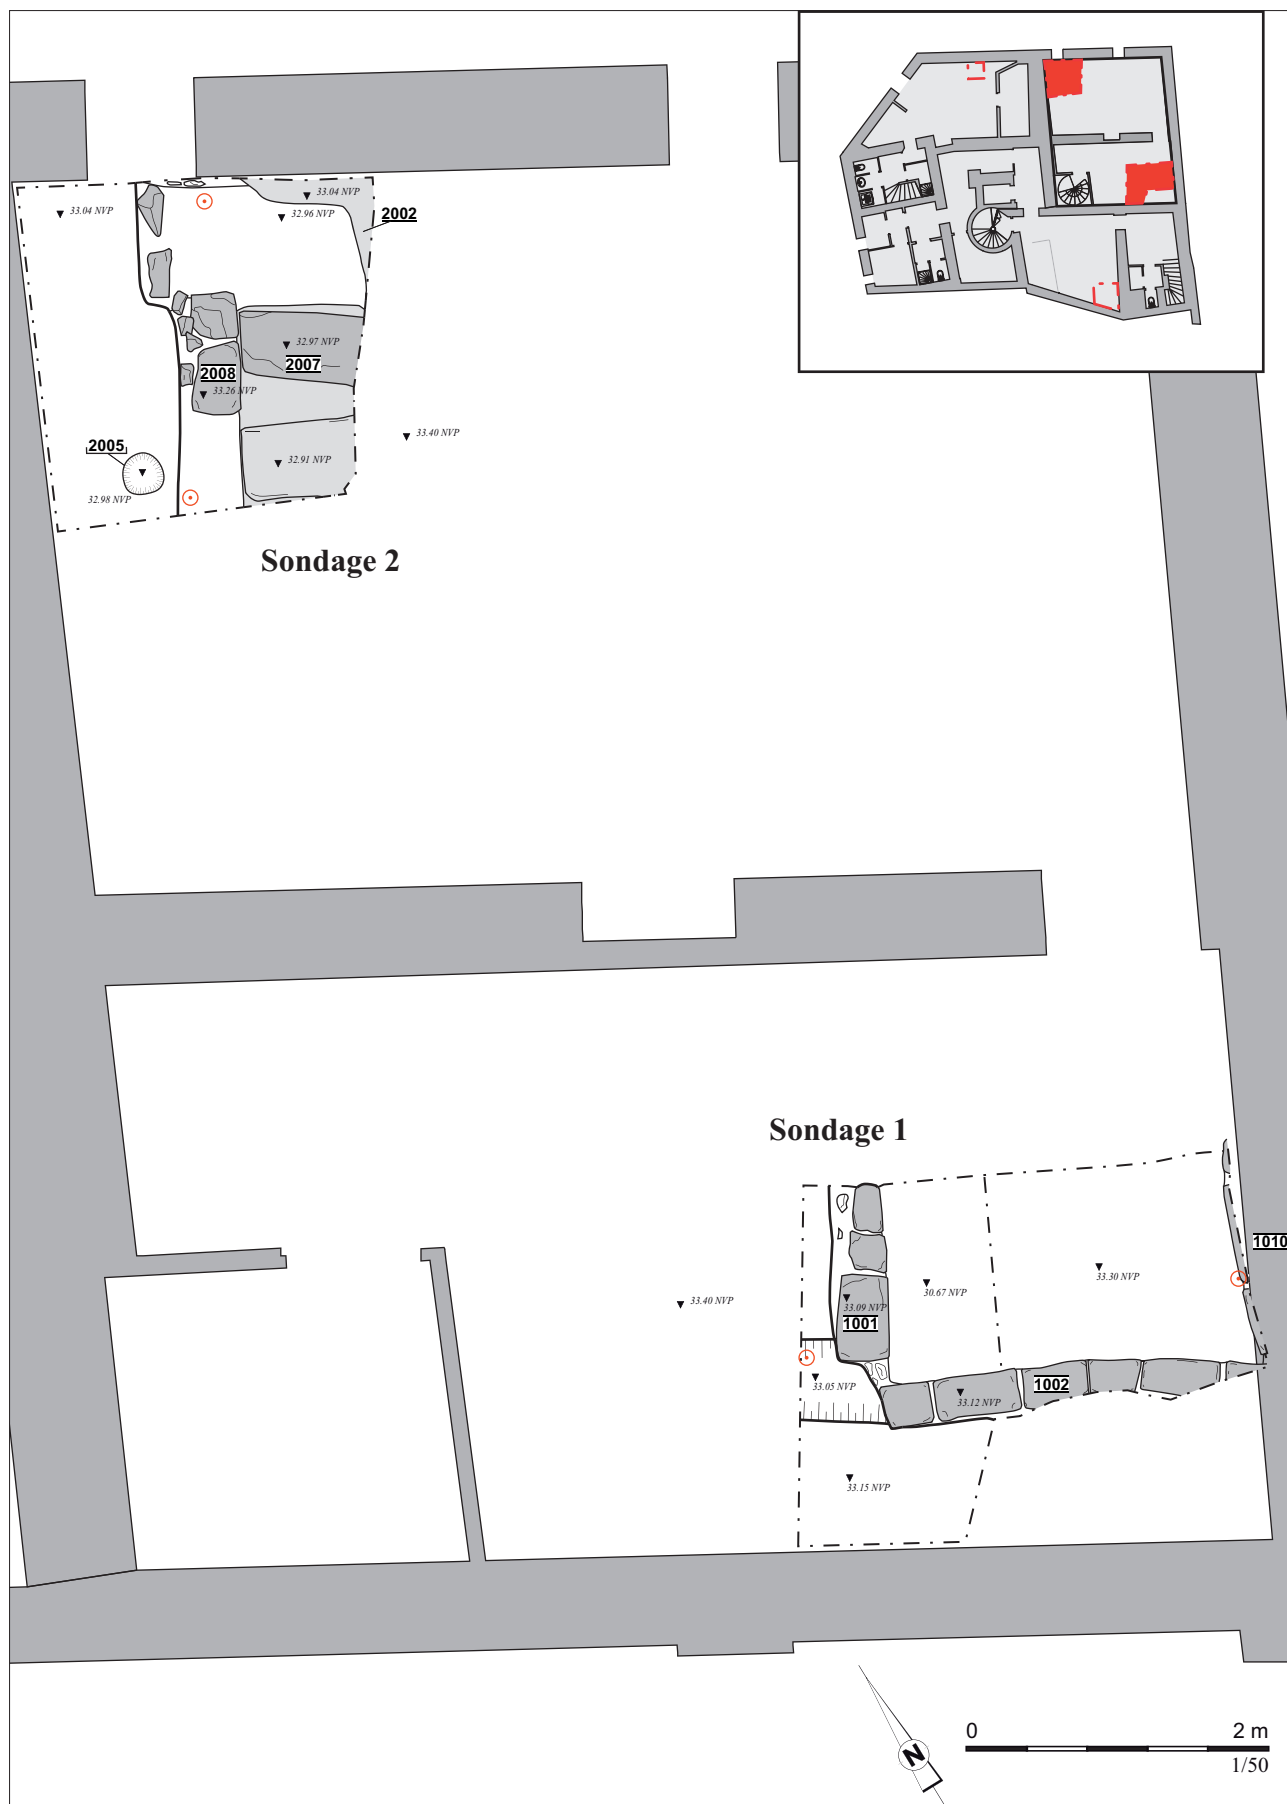 33.04 NVP
33.04 NVP
32.96 NVP
2002
32.97 NVP
2007
2008
33.26 NVP
33.40 NVP
2005
32.91 NVP
32.98 NVP
Sondage 2
Sondage 1
1010
33.30 NVP
30.67 NVP
33.40 NVP
33.09 NVP
1001
33.05 NVP
1002
33.12 NVP
33.15 NVP
N
0 2 m
1/50